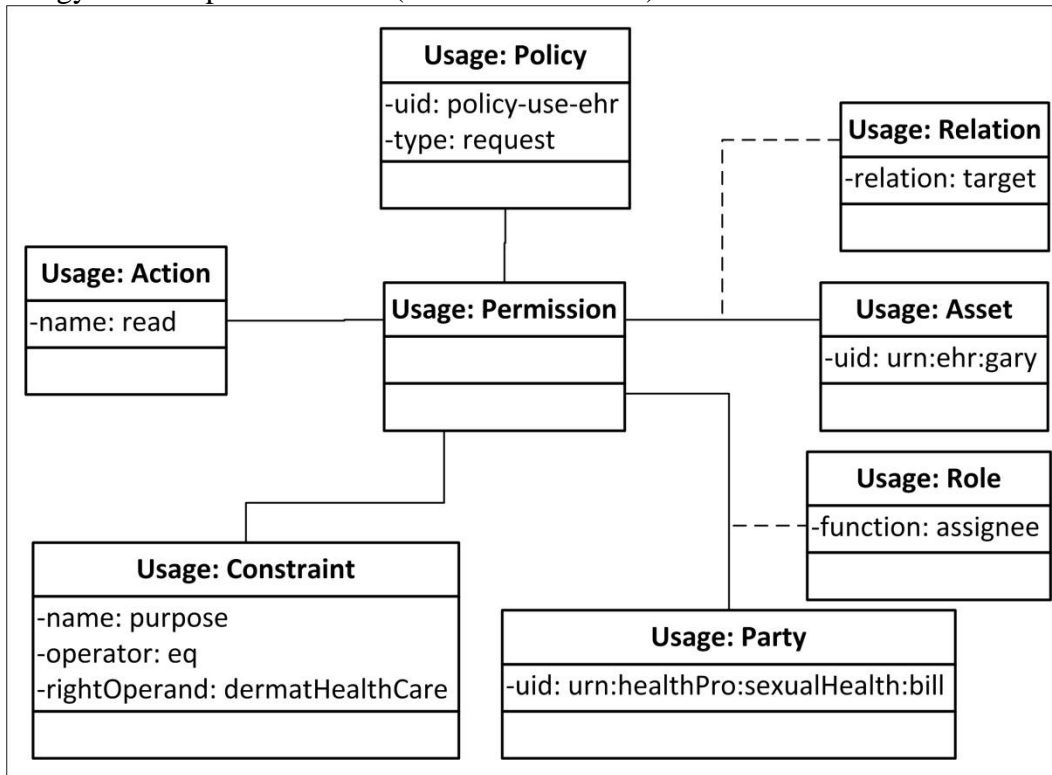 Usage: Policy
-uid: policy-use-ehr
-type: request
Usage: Relation
-relation: target
Usage: Action
-name: read
Usage: Permission
Usage: Asset
-uid: urn:ehr:gary
Usage: Role
-function: assignee
Usage: Constraint
-name: purpose
-operator: eq
-rightOperand: dermatHealthCare
Usage: Party
-uid: urn:healthPro:sexualHealth:bill